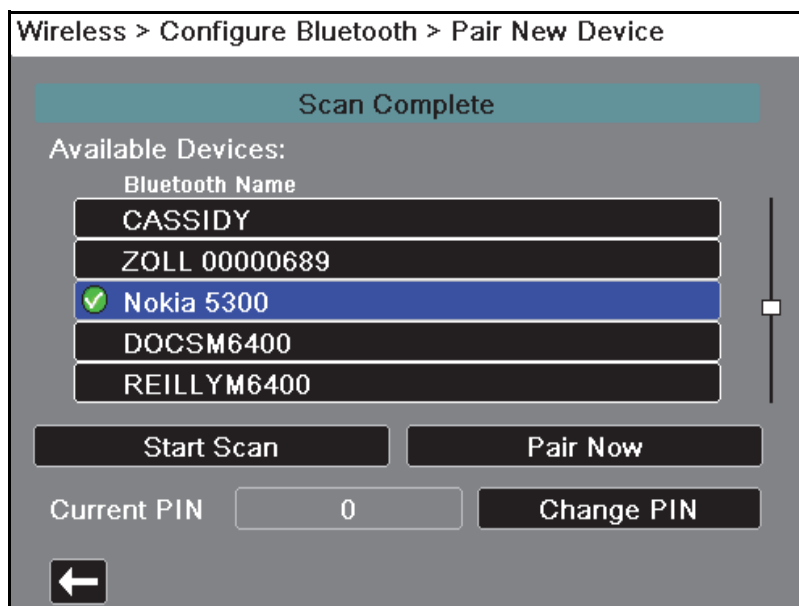 Wireless > Configure Bluetooth > Pair New Device
Scan Complete
Available Devices:
Bluetooth Name
CASSIDY
ZOLL 00000689
Nokia 5300
DOCSM6400
REILLYM6400
Start Scan
Pair Now
Current PIN
0
Change PIN